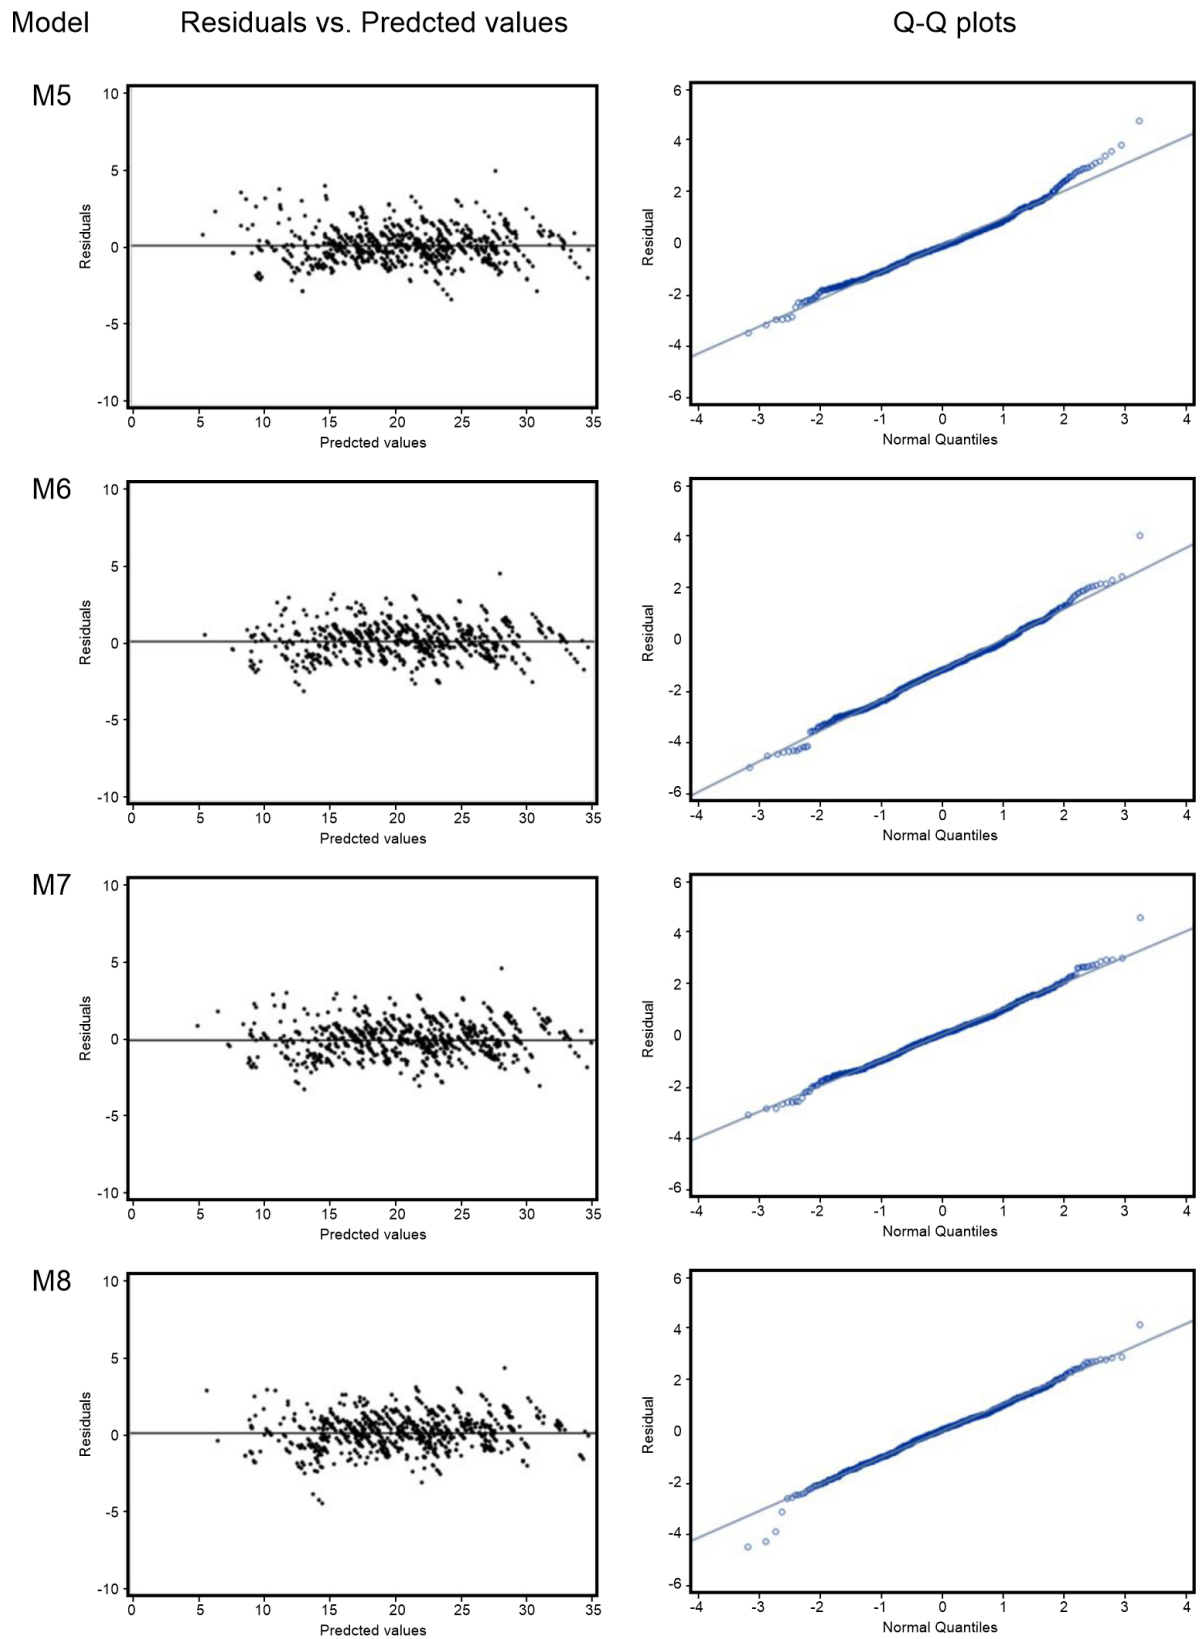 Model Residuals vs. Predcted values Q-Q plots
M5
10
5
0
-5
-10
Residuals
0 5 10 15 20 25 30 35
Predcted values
6
4
2
0
-2
-4
-6
Residual
-4 -3 -2 -1 0 1 2 3 4
Normal Quantiles
M6
10
5
0
-5
-10
Residuals
0 5 10 15 20 25 30 35
Predcted values
6
4
2
0
-2
-4
-6
Residual
-4 -3 -2 -1 0 1 2 3 4
Normal Quantiles
M7
10
5
0
-5
-10
Residuals
0 5 10 15 20 25 30 35
Predcted values
6
4
2
0
-2
-4
-6
Residual
-4 -3 -2 -1 0 1 2 3 4
Normal Quantiles
M8
10
5
0
-5
-10
Residuals
0 5 10 15 20 25 30 35
Predcted values
6
4
2
0
-2
-4
-6
Residual
-4 -3 -2 -1 0 1 2 3 4
Normal Quantiles